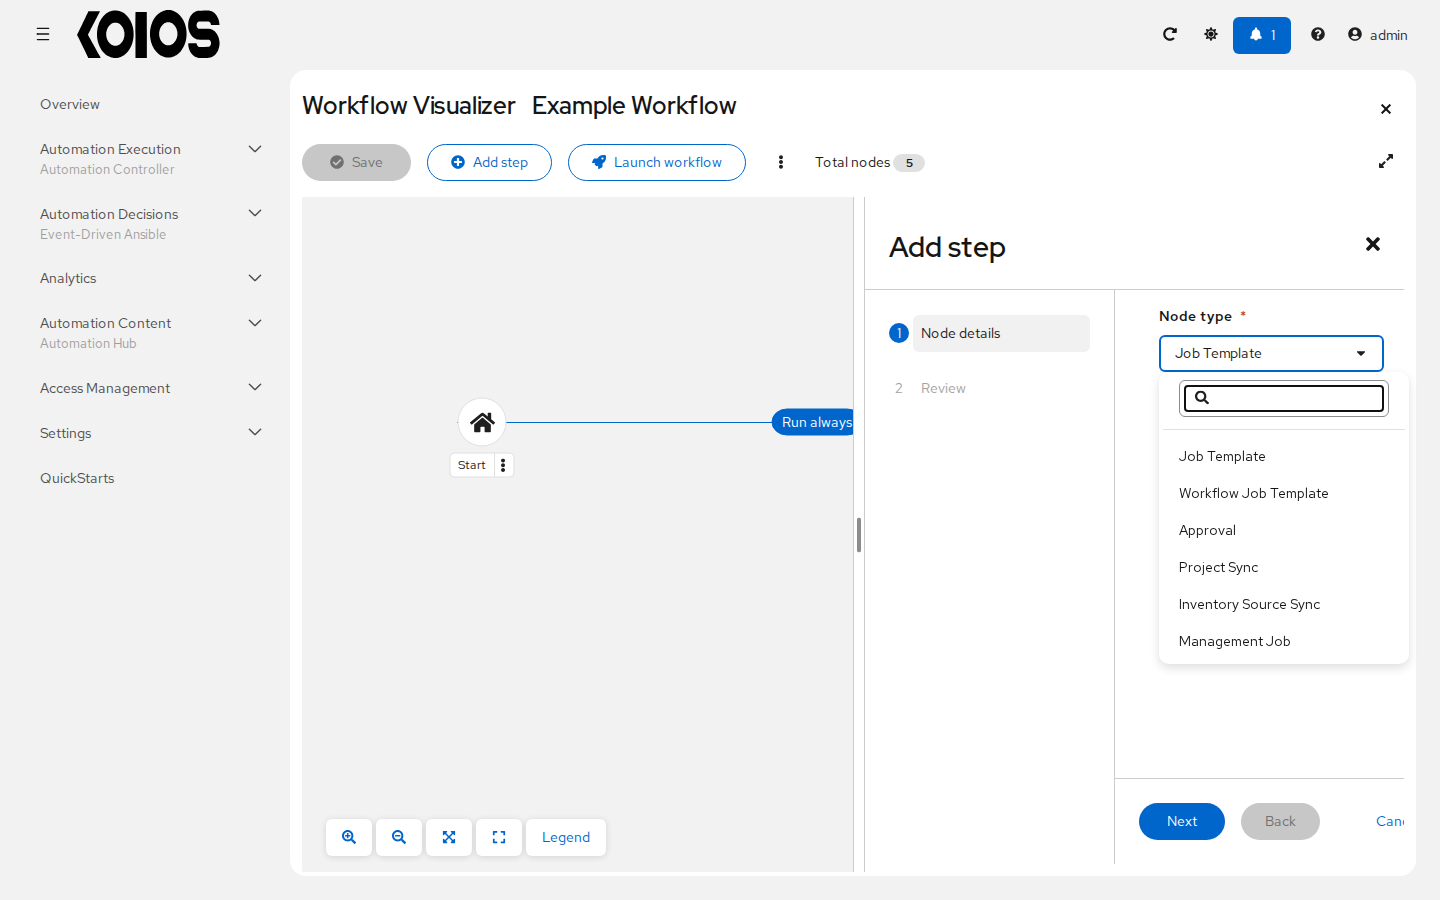 KOIOS
1
admin
Overview
Automation Execution
Automation Controller
Automation Decisions
Event-Driven Ansible
Analytics
Automation Content
Automation Hub
Access Management
Settings
QuickStarts
Workflow Visualizer Example Workflow
Save
Add step
Launch workflow
Total nodes 5
Start
Run always
Legend
Add step
1 Node details
2 Review
Node type *
Job Template
Job Template
Workflow Job Template
Approval
Project Sync
Inventory Source Sync
Management Job
Next
Back
Canc